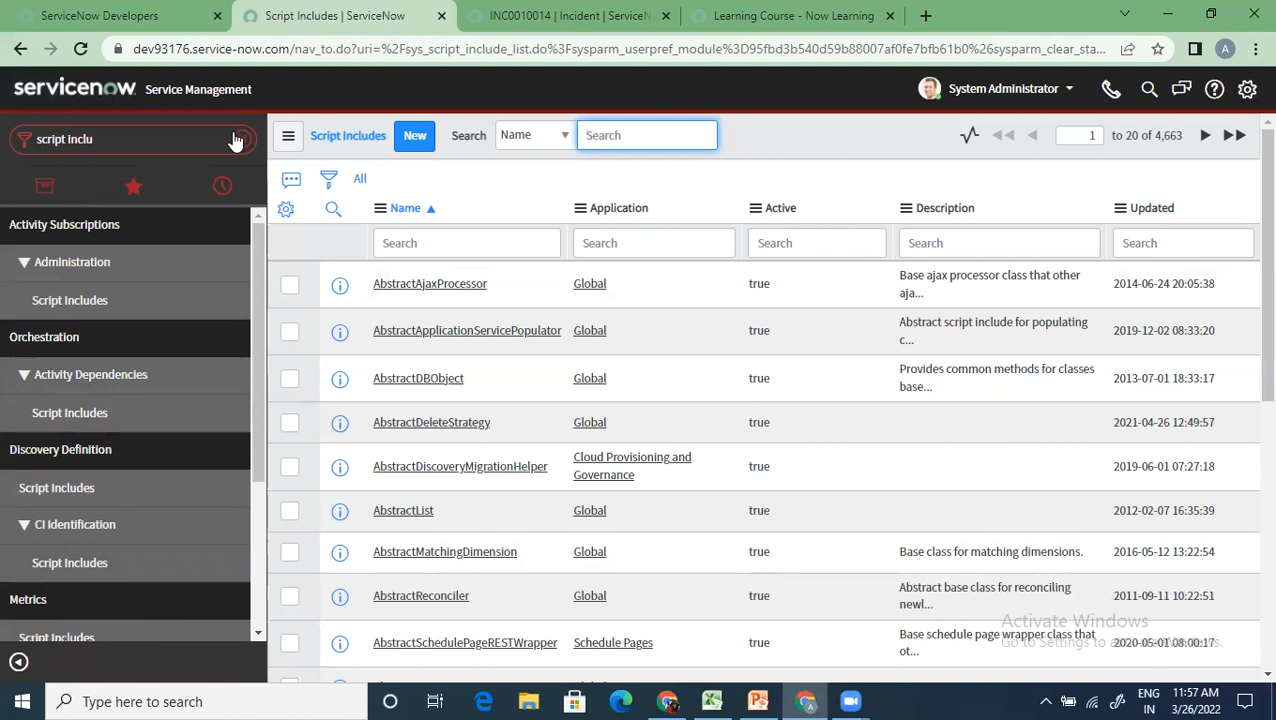 ServiceNow Developers
Script Includes | ServiceNow
INC0010014 | Incident | ServiceN
Learning Course - Now Learning
dev93176.service-now.com/nav_to.do?uri=%2Fsys_script_include_list.do%3Fsysparm_userpref_module%3D95fbd3b540d59b88007af0fe7bfb61b0%26sysparm_clear_sta...
A
servicenow Service Management
System Administrator
script inclu
Script Includes
New
Search
Name
Search
1
to 20 of 4,663
All
Name
Application
Active
Description
Updated
Search
Search
Search
Search
Search
Activity Subscriptions
Administration
Script Includes
Orchestration
Activity Dependencies
Script Includes
Discovery Definition
Script Includes
CI Identification
Script Includes
Metrics
Script Includes
AbstractAjaxProcessor Global true Base ajax processor class that other aja... 2014-06-24 20:05:38
AbstractApplicationServicePopulator Global true Abstract script include for populating c... 2019-12-02 08:33:20
AbstractDBObject Global true Provides common methods for classes base... 2013-07-01 18:33:17
AbstractDeleteStrategy Global true 2021-04-26 12:49:57
AbstractDiscoveryMigrationHelper Cloud Provisioning and Governance true 2019-06-01 07:27:18
AbstractList Global true 2012-02-07 16:35:39
AbstractMatchingDimension Global true Base class for matching dimensions. 2016-05-12 13:22:54
AbstractReconciler Global true Abstract base class for reconciling newl... 2011-09-11 10:22:51
AbstractSchedulePageRESTWrapper Schedule Pages true Base schedule page wrapper class that ot... 2020-05-01 08:00:17
Activate Windows
Go to Settings to activate Windows.
Type here to search
ENG
IN
11:57 AM
3/26/2022